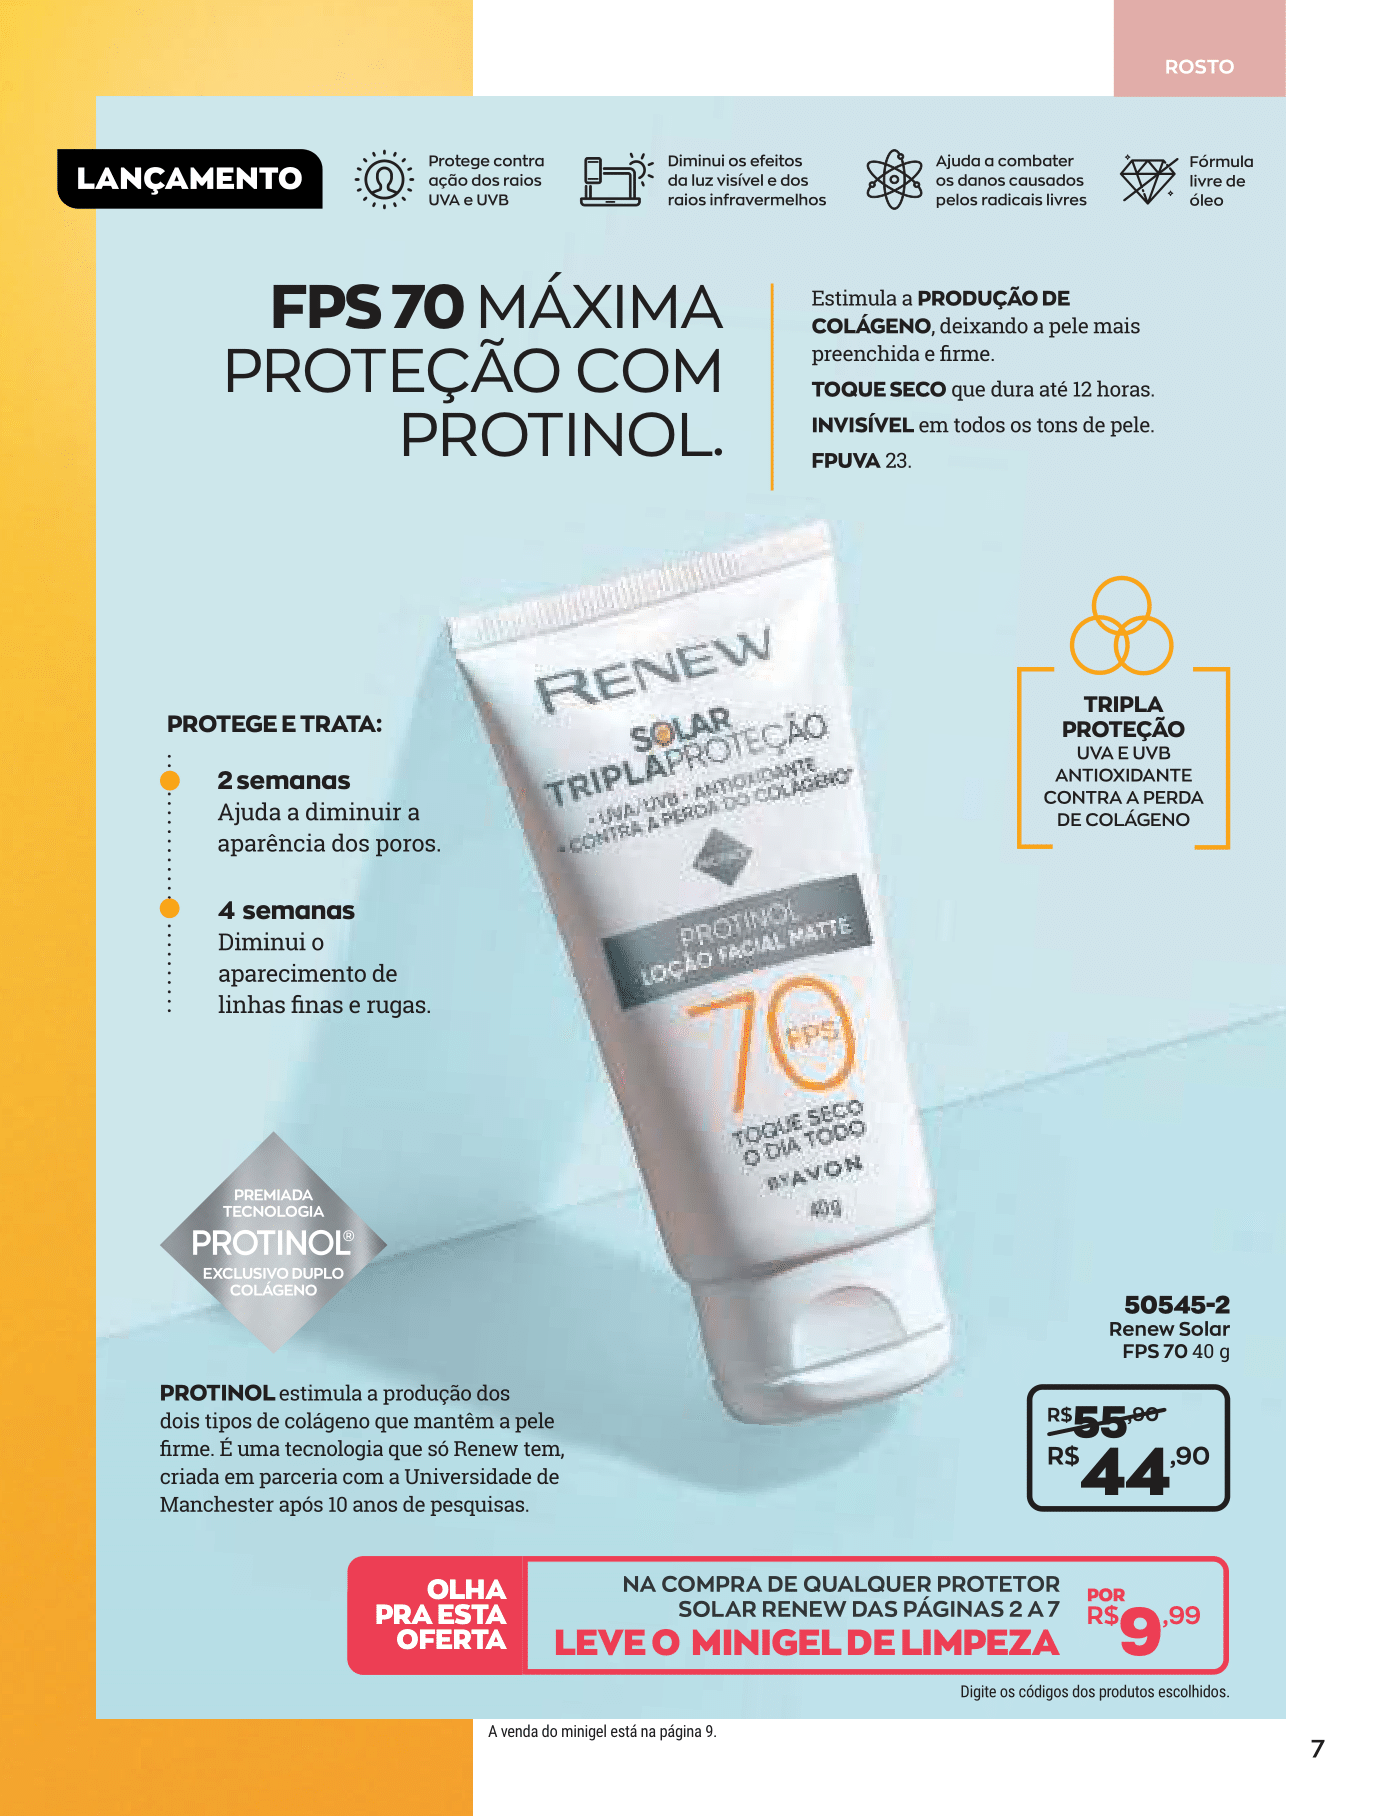 ROSTO
LANÇAMENTO
Protege contra
ação dos raios
UVA e UVB
Diminui os efeitos
da luz visível e dos
raios infravermelhos
Ajuda a combater
os danos causados
pelos radicais livres
Fórmula
livre de
óleo
FPS 70 MÁXIMA
PROTEÇÃO COM
PROTINOL.
Estimula a PRODUÇÃO DE
COLÁGENO, deixando a pele mais
preenchida e firme.
TOQUE SECO que dura até 12 horas.
INVISÍVEL em todos os tons de pele.
FPUVA 23.
RENEW
SOLAR
TRIPLAPROTEÇÃO
• UVA/UVB • ANTIOXIDANTE
• CONTRA A PERDA DO COLÁGENO*
PROTINOL
LOÇÃO FACIAL MATTE
70
FPS
TOQUE SECO
O DIA TODO
BY AVON
40g
TRIPLA
PROTEÇÃO
UVA E UVB
ANTIOXIDANTE
CONTRA A PERDA
DE COLÁGENO
PROTEGE E TRATA:
2 semanas
Ajuda a diminuir a
aparência dos poros.
4 semanas
Diminui o
aparecimento de
linhas finas e rugas.
PREMIADA
TECNOLOGIA
PROTINOL®
EXCLUSIVO DUPLO
COLÁGENO
PROTINOL estimula a produção dos
dois tipos de colágeno que mantêm a pele
firme. É uma tecnologia que só Renew tem,
criada em parceria com a Universidade de
Manchester após 10 anos de pesquisas.
50545-2
Renew Solar
FPS 70 40 g
R$55,90
R$44,90
OLHA
PRA ESTA
OFERTA
NA COMPRA DE QUALQUER PROTETOR
SOLAR RENEW DAS PÁGINAS 2 A 7
LEVE O MINIGEL DE LIMPEZA
POR
R$9,99
Digite os códigos dos produtos escolhidos.
A venda do minigel está na página 9.
7